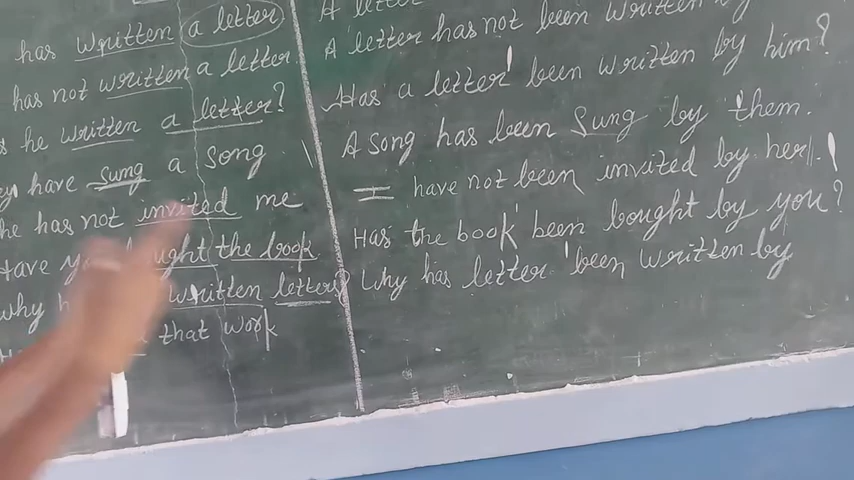 has written a letter
has not written a letter.
he written a letter?
have sung a song
he has not invited me
Have bought the book
why written letter?
that work
A letter
A letter has not been written by
Has a letter been written by him?
A song has been sung by them.
I have not been invited by her.
Has the book been bought by you?
Why has letter been written by